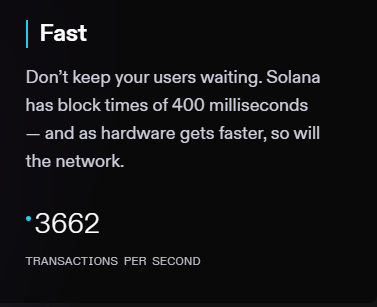 Fast
Don’t keep your users waiting. Solana
has block times of 400 milliseconds
— and as hardware gets faster, so will
the network.
3662
TRANSACTIONS PER SECOND